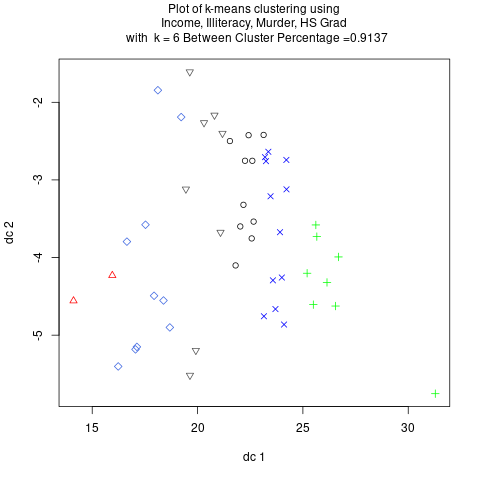 Plot of k-means clustering using
Income, Illiteracy, Murder, HS Grad
with k = 6 Between Cluster Percentage =0.9137
-2
-3
-4
-5
dc 2
15 20 25 30
dc 1